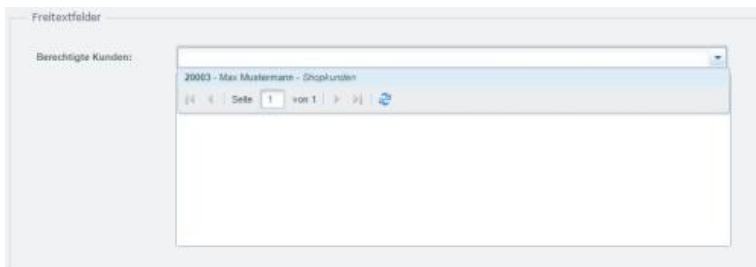 Freitextfelder
Berechtigte Kunden:
20003 - Max Mustermann - Shopkunden
Seite 1 von 1